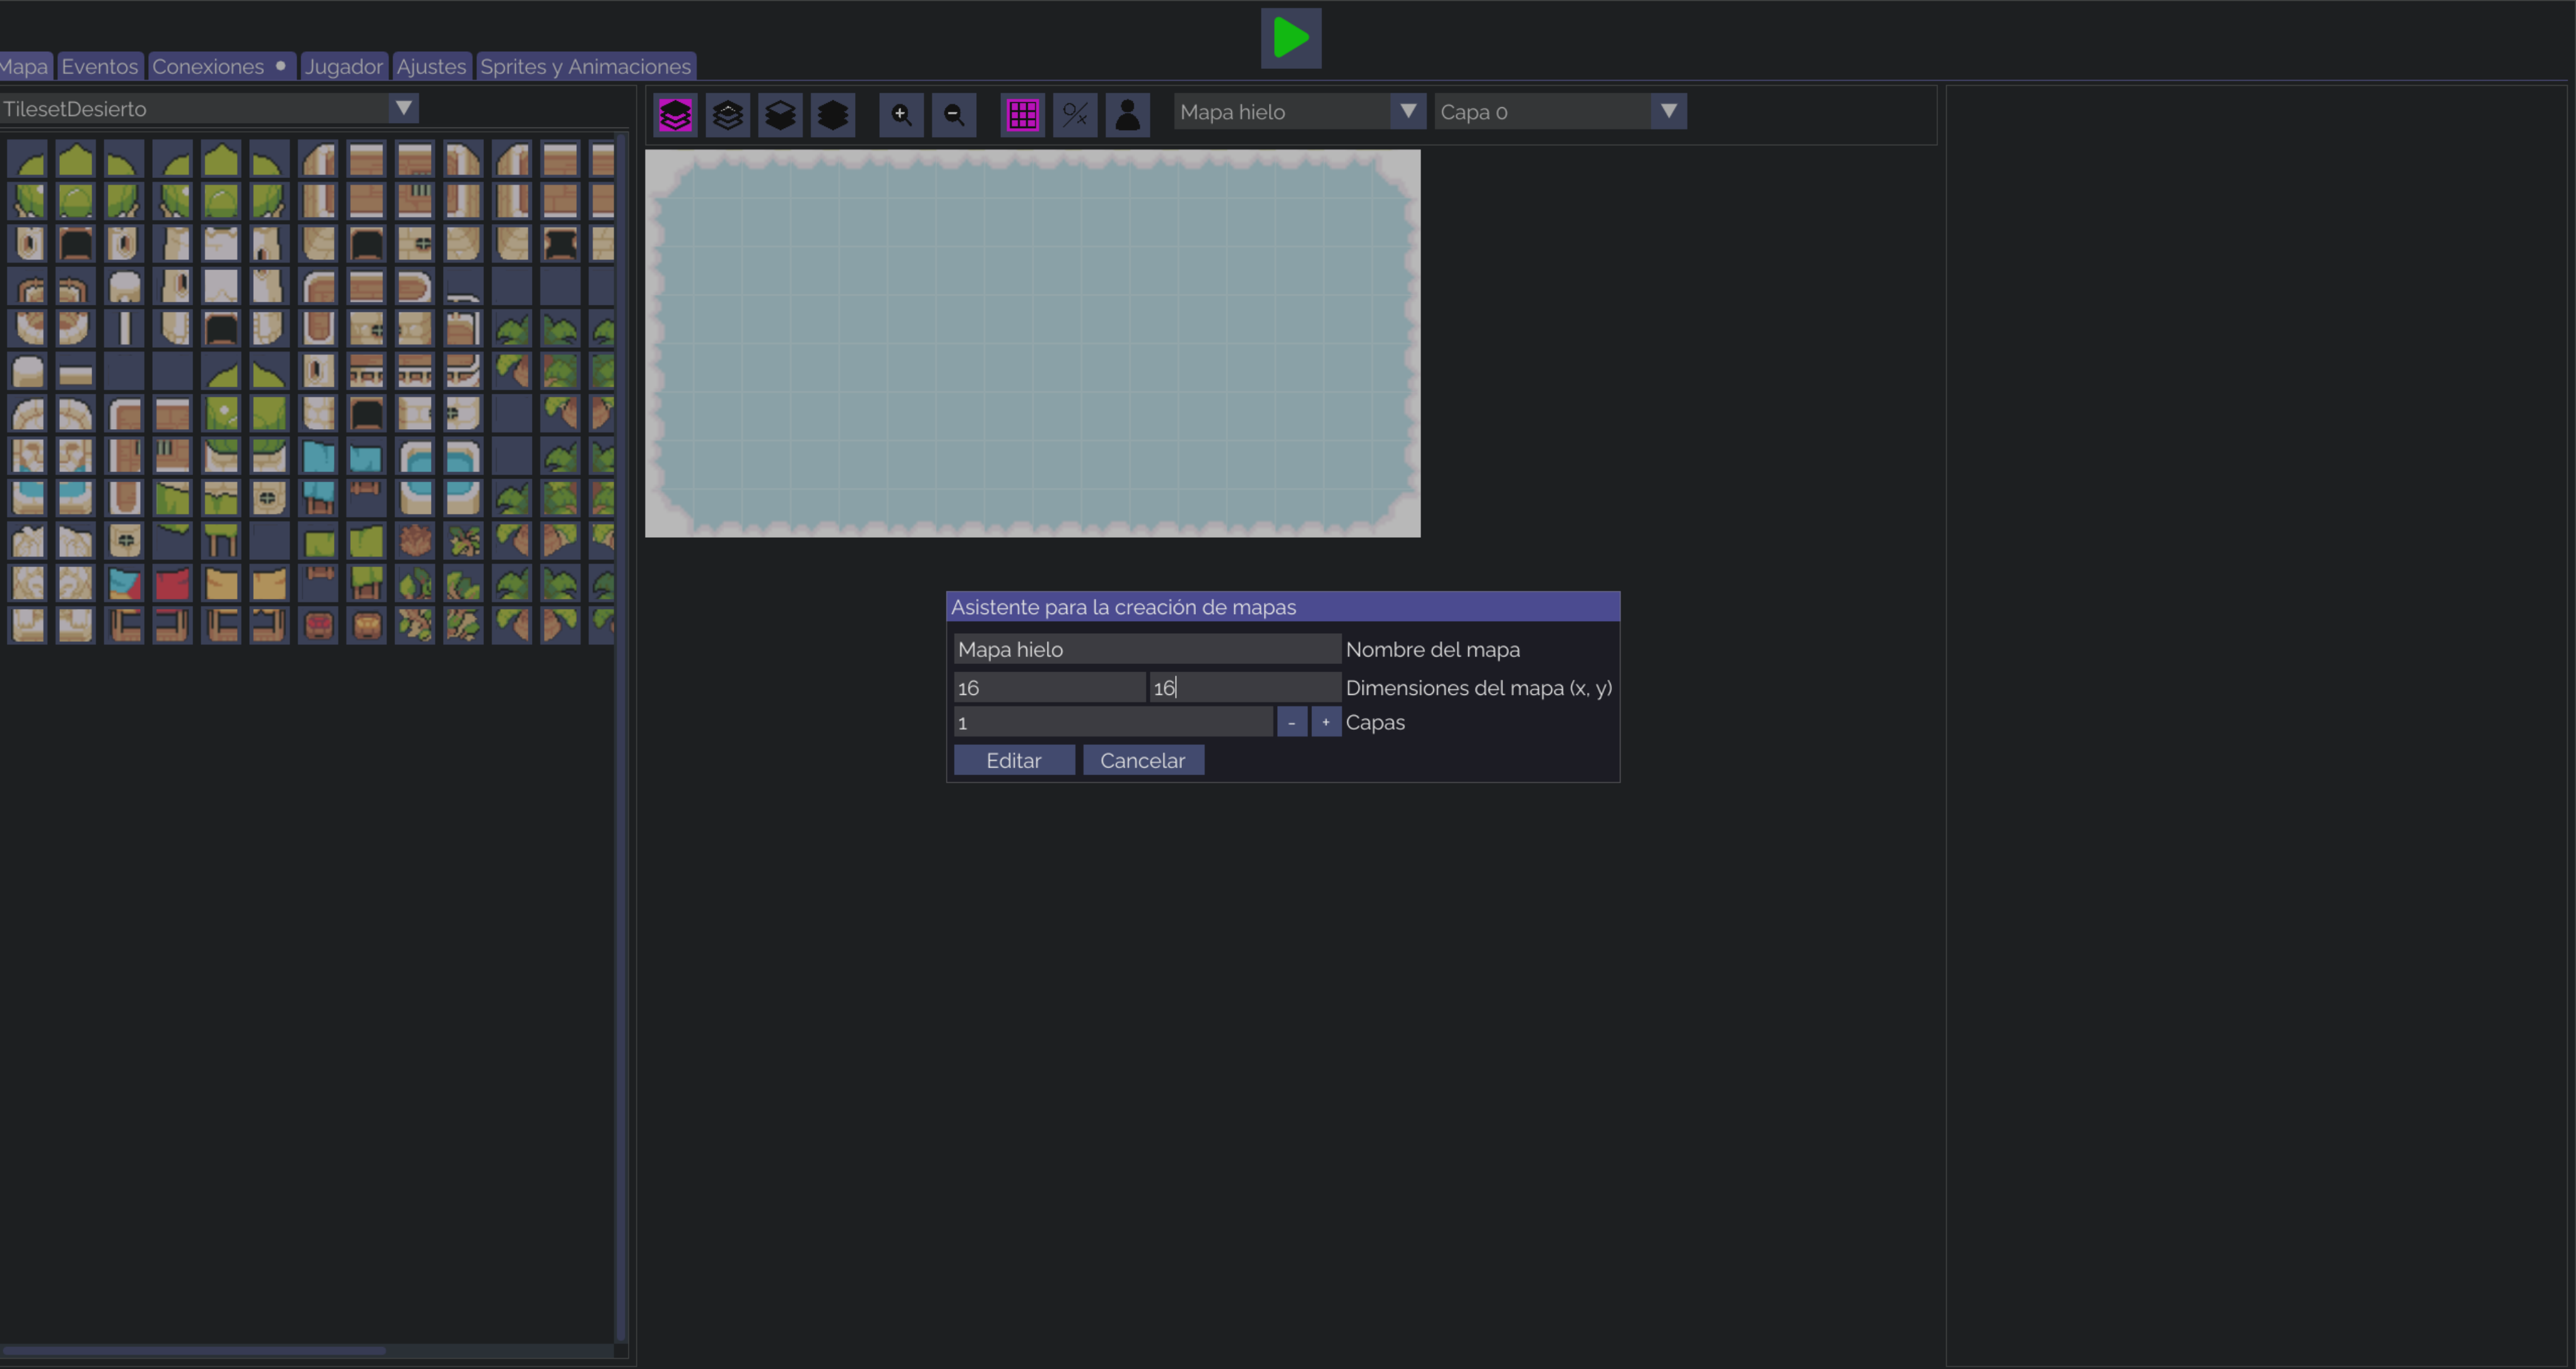 Mapa Eventos Conexiones Jugador Ajustes Sprites y Animaciones
TilesetDesierto
Mapa hielo Capa 0
Asistente para la creación de mapas
Mapa hielo Nombre del mapa
16 16 Dimensiones del mapa (x, y)
1 - + Capas
Editar Cancelar